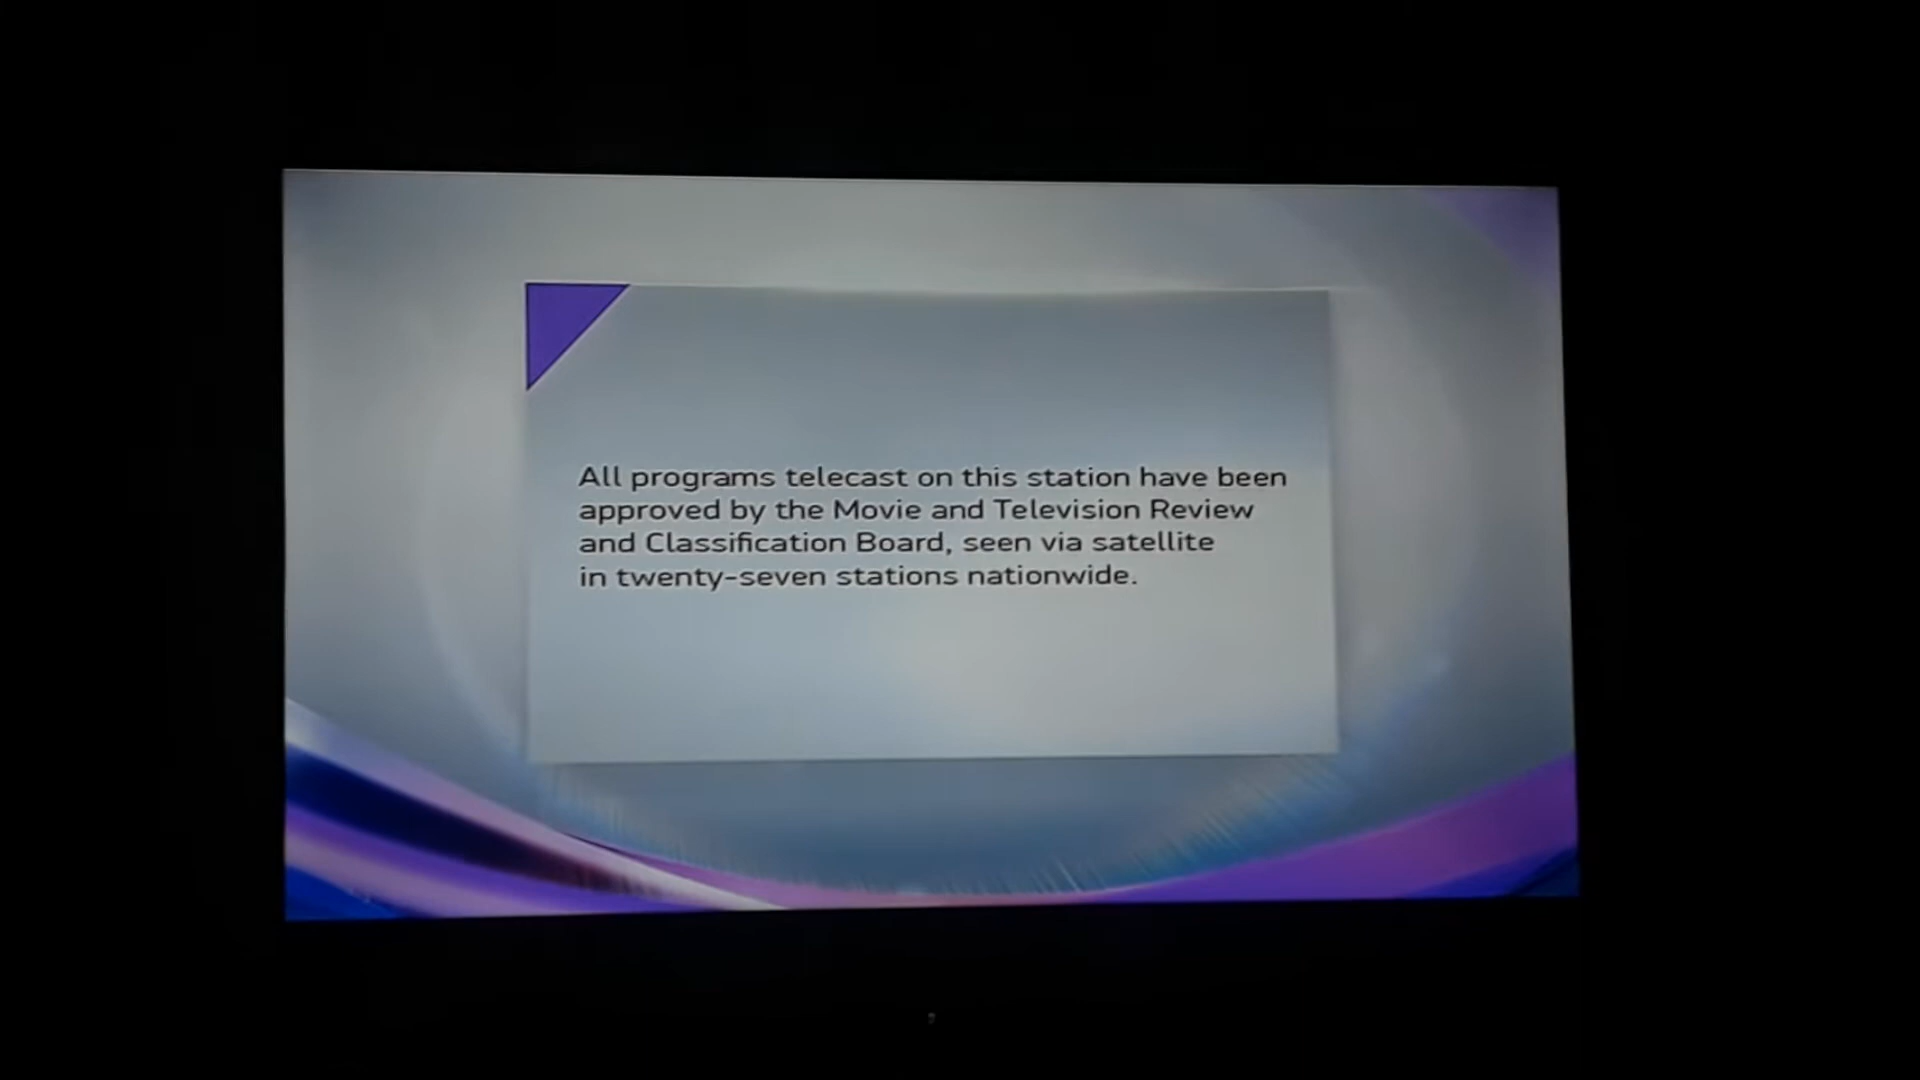 All programs telecast on this station have been
approved by the Movie and Television Review
and Classification Board, seen via satellite
in twenty-seven stations nationwide.